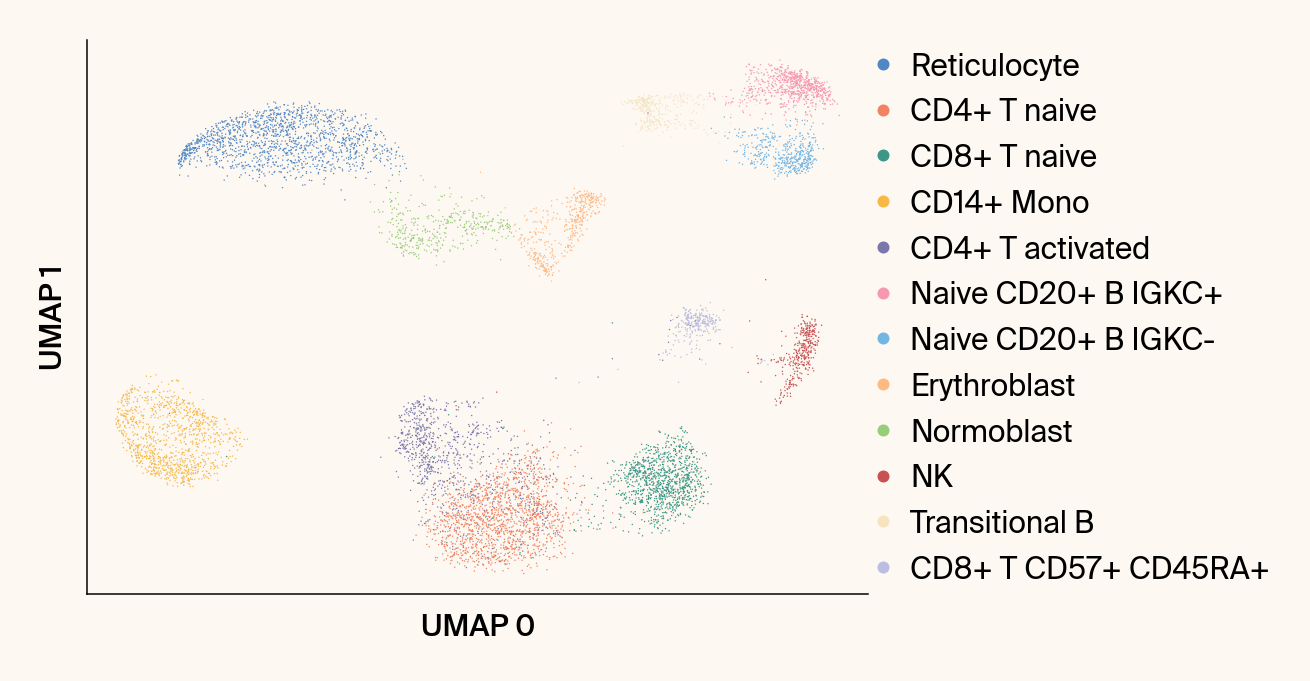 Reticulocyte
CD4+ T naive
CD8+ T naive
CD14+ Mono
CD4+ T activated
Naive CD20+ B IGKC+
Naive CD20+ B IGKC-
Erythroblast
Normoblast
NK
Transitional B
CD8+ T CD57+ CD45RA+
UMAP 1
UMAP 0